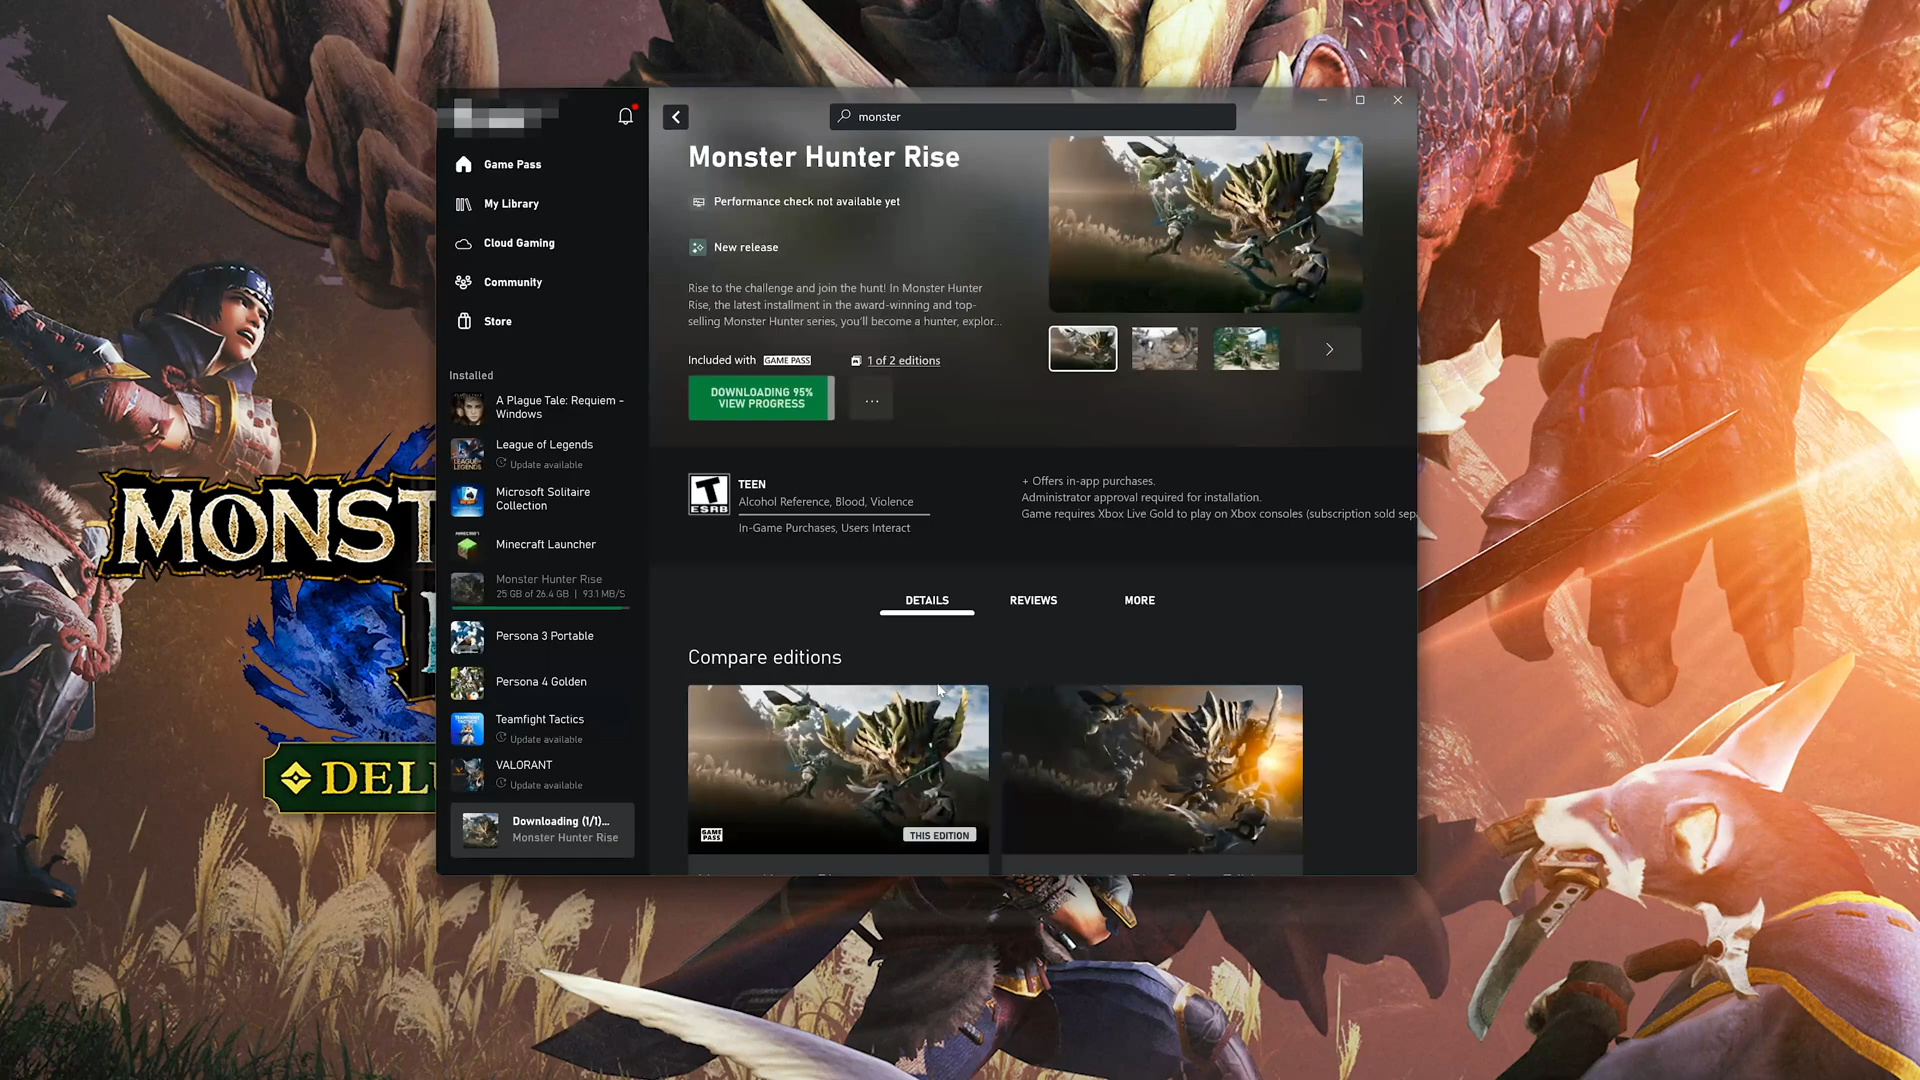 Game Pass
My Library
Cloud Gaming
Community
Store
Installed
A Plague Tale: Requiem -
Windows
League of Legends
Update available
Microsoft Solitaire
Collection
Minecraft Launcher
Monster Hunter Rise
25 GB of 26.4 GB | 93.1 MB/S
Persona 3 Portable
Persona 4 Golden
Teamfight Tactics
Update available
VALORANT
Update available
Downloading (1/1)...
Monster Hunter Rise
monster
Monster Hunter Rise
Performance check not available yet
New release
Rise to the challenge and join the hunt! In Monster Hunter
Rise, the latest installment in the award-winning and top-
selling Monster Hunter series, you'll become a hunter, explor...
Included with GAME PASS
1 of 2 editions
DOWNLOADING 95%
VIEW PROGRESS
...
T
ESRB
TEEN
Alcohol Reference, Blood, Violence
In-Game Purchases, Users Interact
+ Offers in-app purchases.
Administrator approval required for installation.
Game requires Xbox Live Gold to play on Xbox consoles (subscription sold sep
DETAILS
REVIEWS
MORE
Compare editions
GAME
PASS
THIS EDITION
MONST
DEL